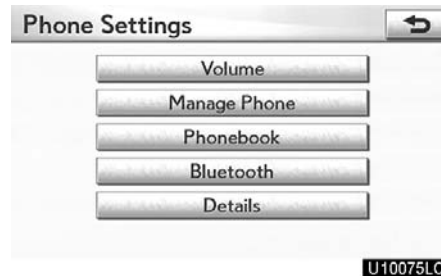 Phone Settings
Volume
Manage Phone
Phonebook
Bluetooth
Details
U10075LC